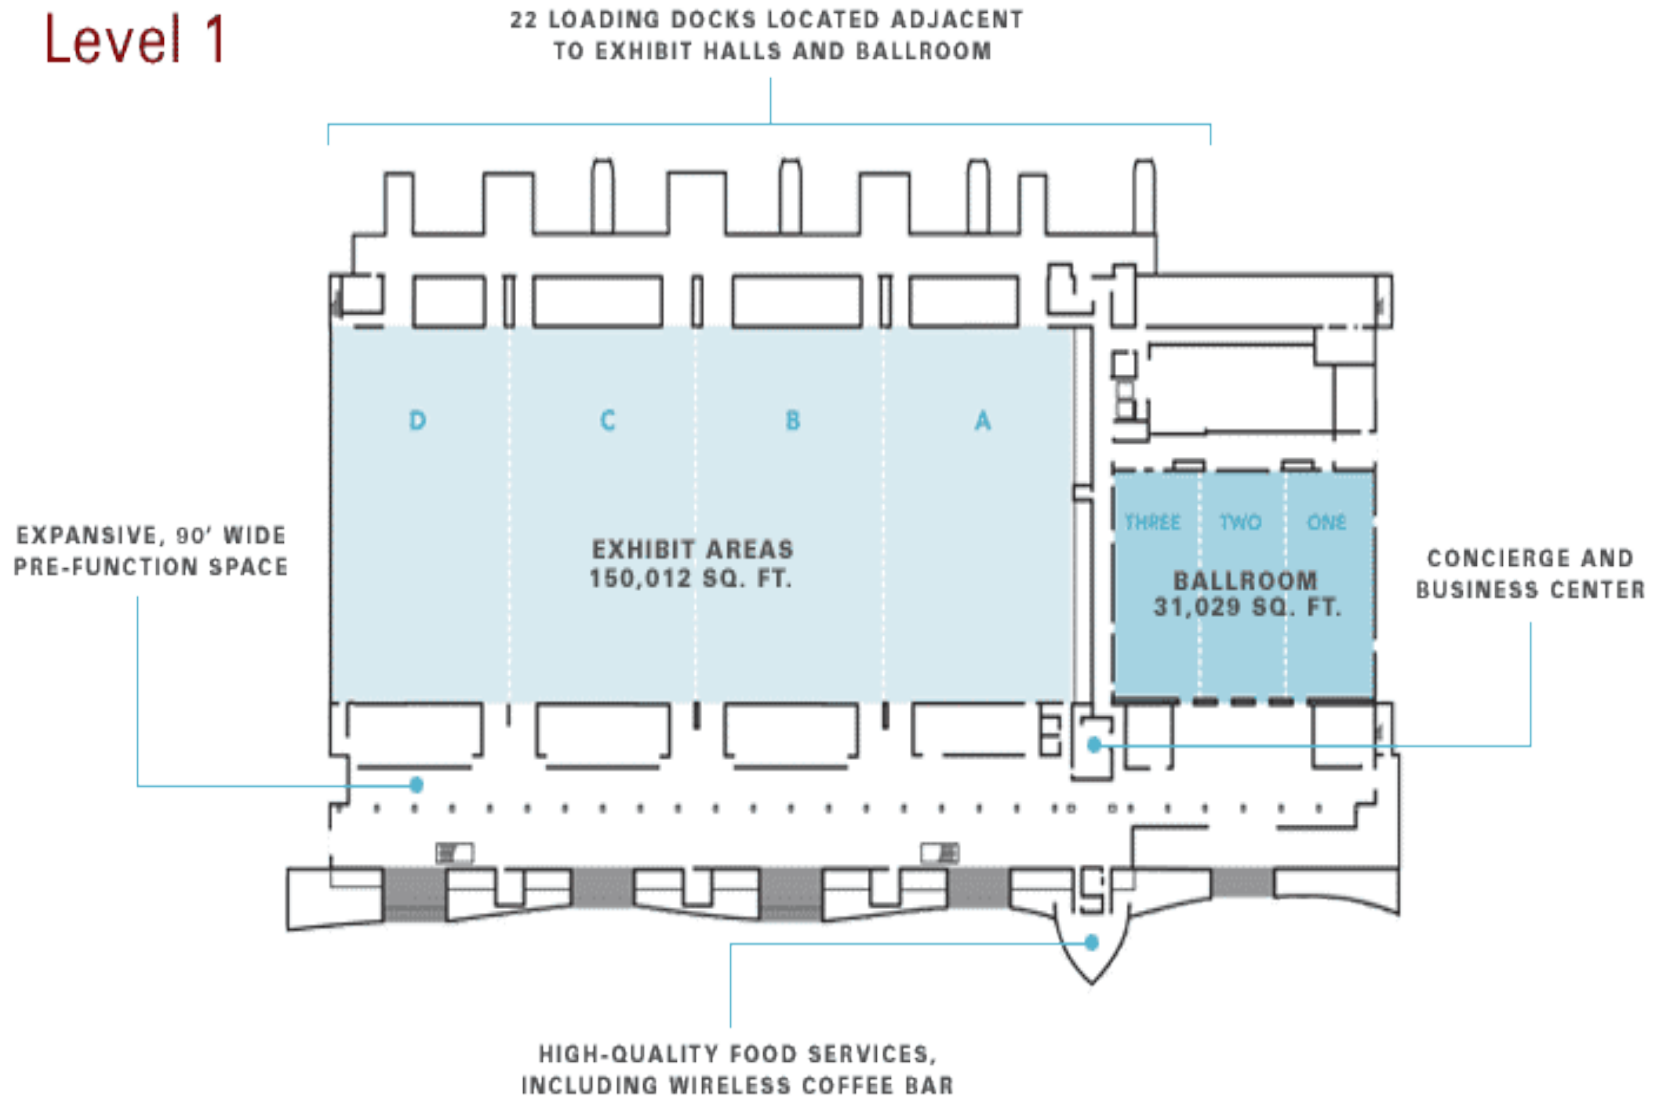 Level 1
22 LOADING DOCKS LOCATED ADJACENT
TO EXHIBIT HALLS AND BALLROOM
D
C
B
A
EXHIBIT AREAS
150,012 SQ. FT.
THREE
TWO
ONE
BALLROOM
31,029 SQ. FT.
EXPANSIVE, 90' WIDE
PRE-FUNCTION SPACE
CONCIERGE AND
BUSINESS CENTER
HIGH-QUALITY FOOD SERVICES,
INCLUDING WIRELESS COFFEE BAR